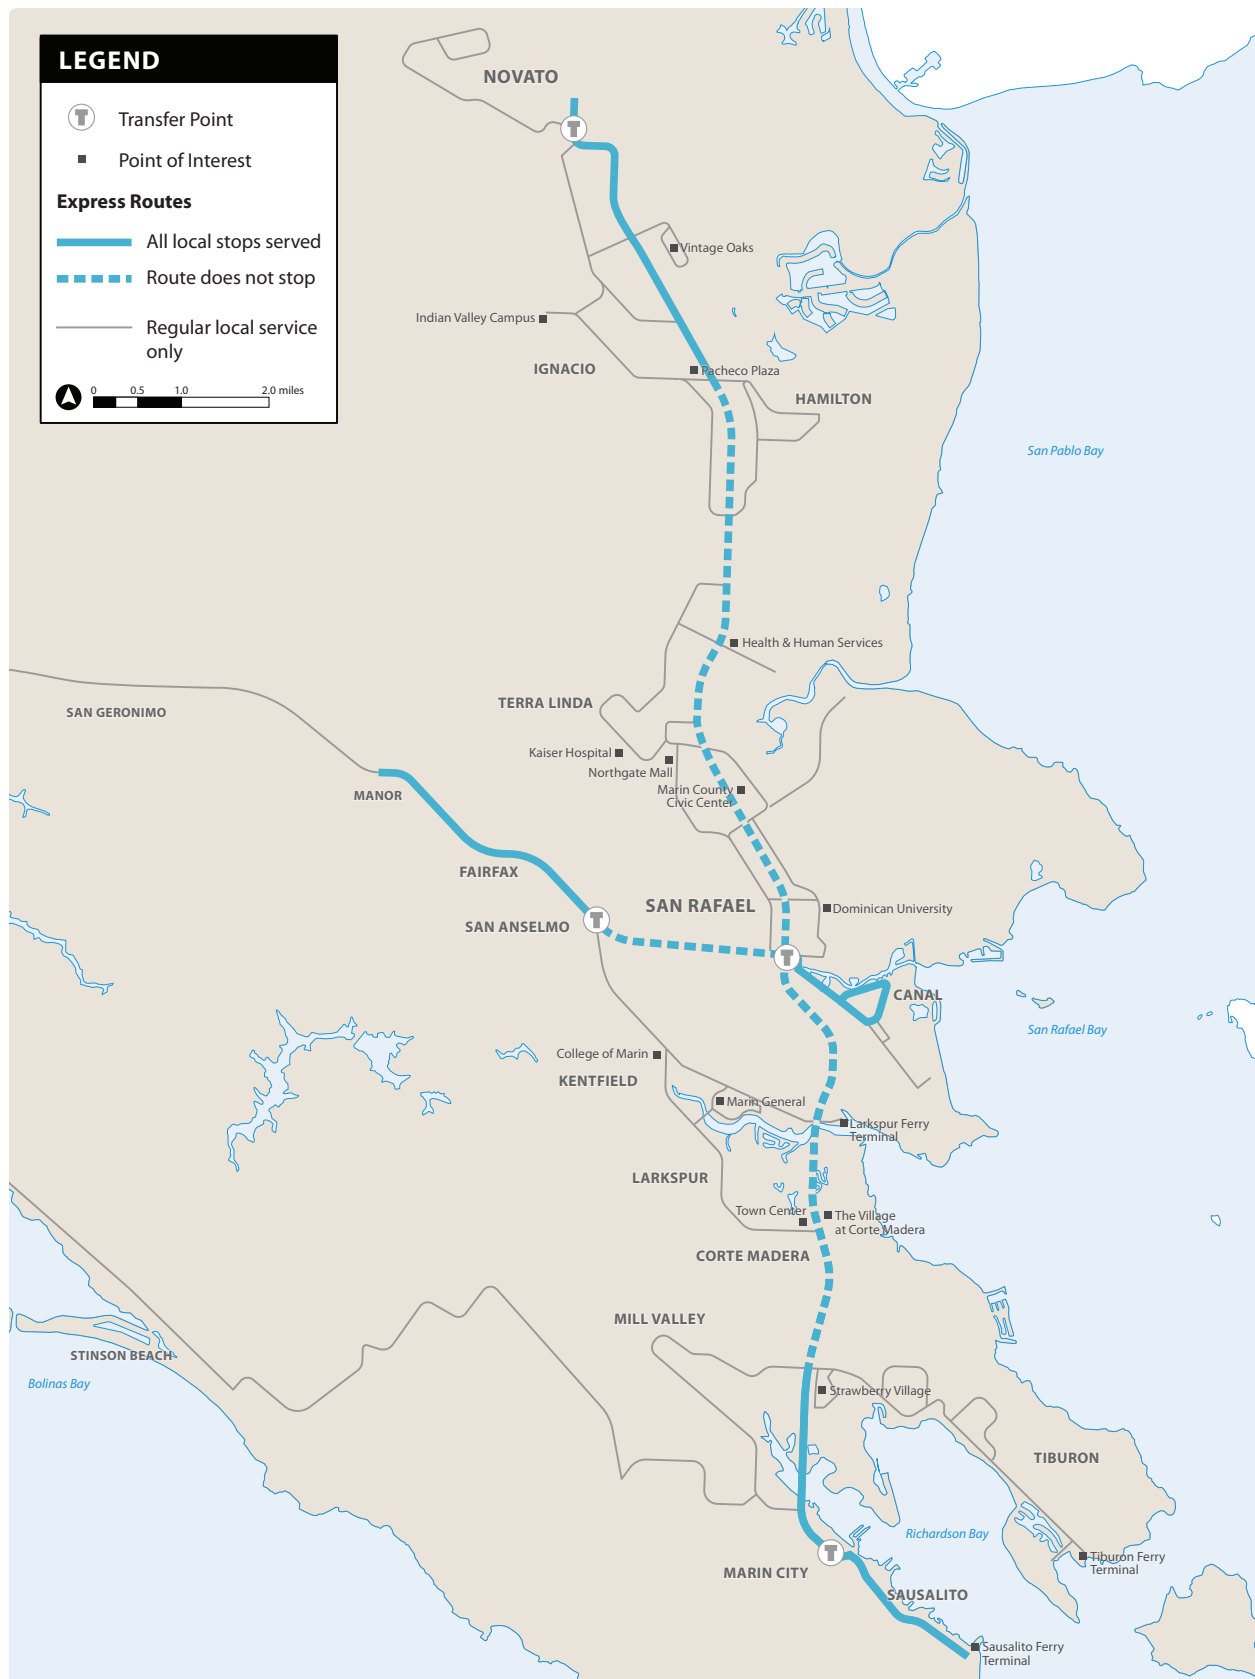 LEGEND
T
Transfer Point
Point of Interest
Express Routes
All local stops served
Route does not stop
Regular local service
only
0 0.5 1.0 2.0 miles
NOVATO
T
Vintage Oaks
Indian Valley Campus
IGNACIO
Pacheco Plaza
HAMILTON
San Pablo Bay
Health & Human Services
TERRA LINDA
SAN GERONIMO
Kaiser Hospital
Northgate Mall
Marin County
Civic Center
MANOR
FAIRFAX
SAN RAFAEL
Dominican University
SAN ANSELMO
T
T
CANAL
San Rafael Bay
College of Marin
KENTFIELD
Marin General
Larkspur Ferry
Terminal
LARKSPUR
Town Center
The Village
at Corte Madera
CORTE MADERA
MILL VALLEY
STINSON BEACH
Bolinas Bay
Strawberry Village
TIBURON
Richardson Bay
T
MARIN CITY
Tiburon Ferry
Terminal
SAUSALITO
Sausalito Ferry
Terminal